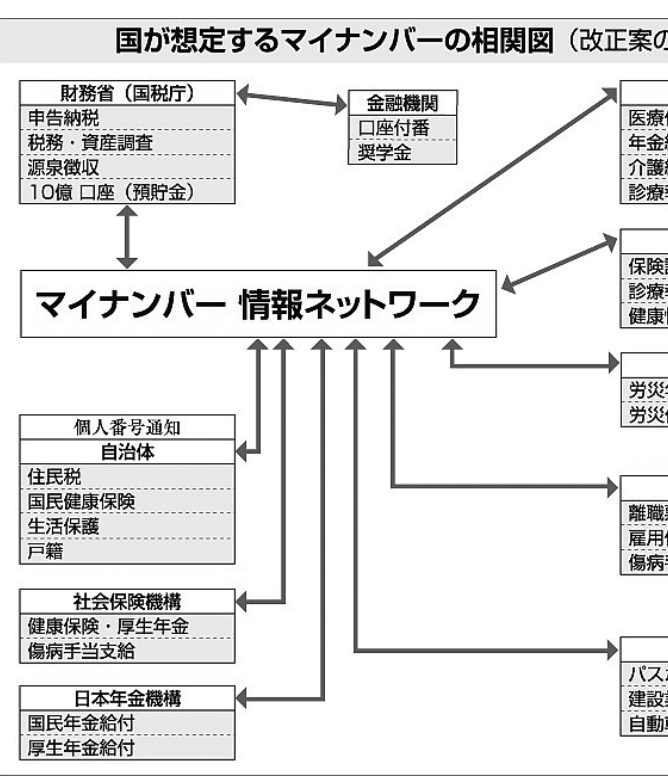 国が想定するマイナンバーの相関図（改正案の
財務省（国税庁）
申告納税
税務・資産調査
源泉徴収
10億 口座（預貯金）
金融機関
口座付番
奨学金
医療
年金
介護
診療
マイナンバー 情報ネットワーク
保険
診療
健康
労災
労災
個人番号通知
自治体
住民税
国民健康保険
生活保護
戸籍
離職
雇用
傷病
社会保険機構
健康保険・厚生年金
傷病手当支給
パス
建設
自動
日本年金機構
国民年金給付
厚生年金給付